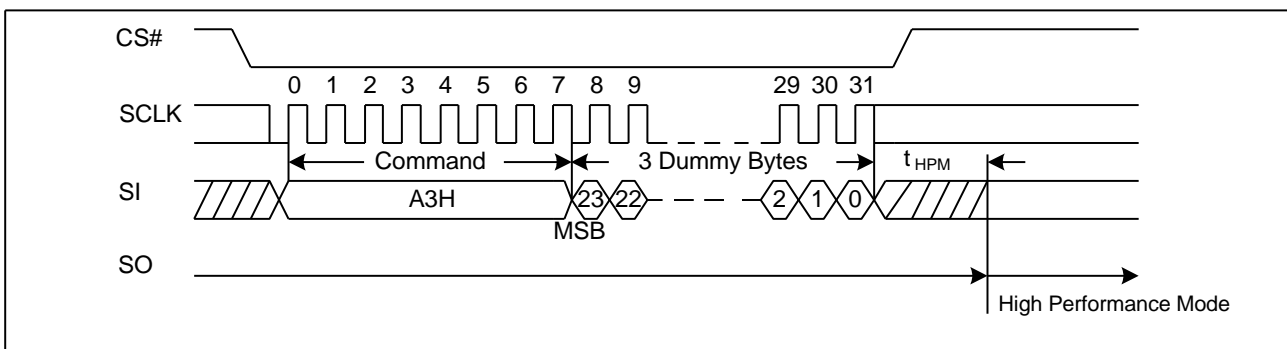 CS#
0 1 2 3 4 5 6 7 8 9 29 30 31
SCLK
Command 3 Dummy Bytes tHPM
SI A3H 23 22 2 1 0
MSB
SO
High Performance Mode